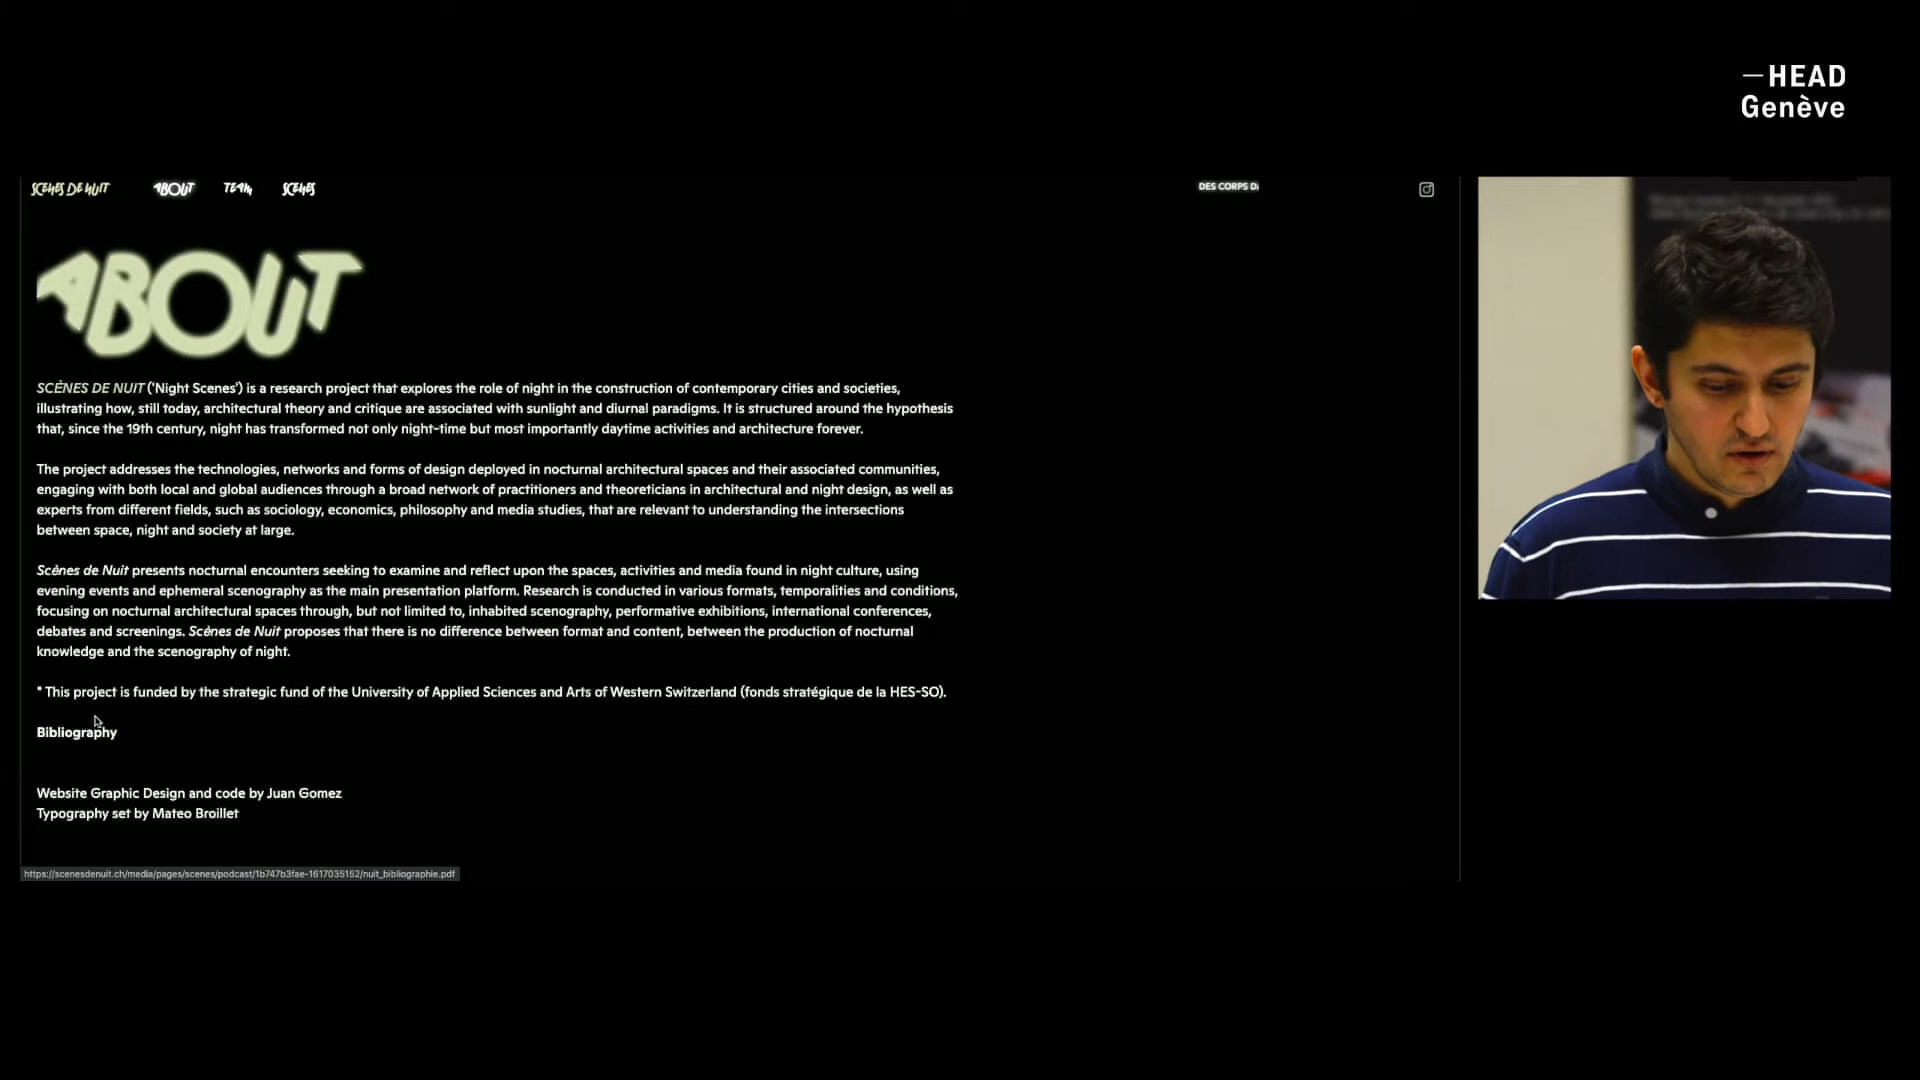 —HEAD
Genève
SCENES DE NUIT ABOUT TEAM SCENES DES CORPS D
ABOUT
SCÈNES DE NUIT ('Night Scenes') is a research project that explores the role of night in the construction of contemporary cities and societies,
illustrating how, still today, architectural theory and critique are associated with sunlight and diurnal paradigms. It is structured around the hypothesis
that, since the 19th century, night has transformed not only night-time but most importantly daytime activities and architecture forever.
The project addresses the technologies, networks and forms of design deployed in nocturnal architectural spaces and their associated communities,
engaging with both local and global audiences through a broad network of practitioners and theoreticians in architectural and night design, as well as
experts from different fields, such as sociology, economics, philosophy and media studies, that are relevant to understanding the intersections
between space, night and society at large.
Scènes de Nuit presents nocturnal encounters seeking to examine and reflect upon the spaces, activities and media found in night culture, using
evening events and ephemeral scenography as the main presentation platform. Research is conducted in various formats, temporalities and conditions,
focusing on nocturnal architectural spaces through, but not limited to, inhabited scenography, performative exhibitions, international conferences,
debates and screenings. Scènes de Nuit proposes that there is no difference between format and content, between the production of nocturnal
knowledge and the scenography of night.
* This project is funded by the strategic fund of the University of Applied Sciences and Arts of Western Switzerland (fonds stratégique de la HES-SO).
Bibliography
Website Graphic Design and code by Juan Gomez
Typography set by Mateo Broillet
https://scenesdenuit.ch/media/pages/scenes/podcast/1b747b3fae-1617035152/nuit_bibliographie.pdf